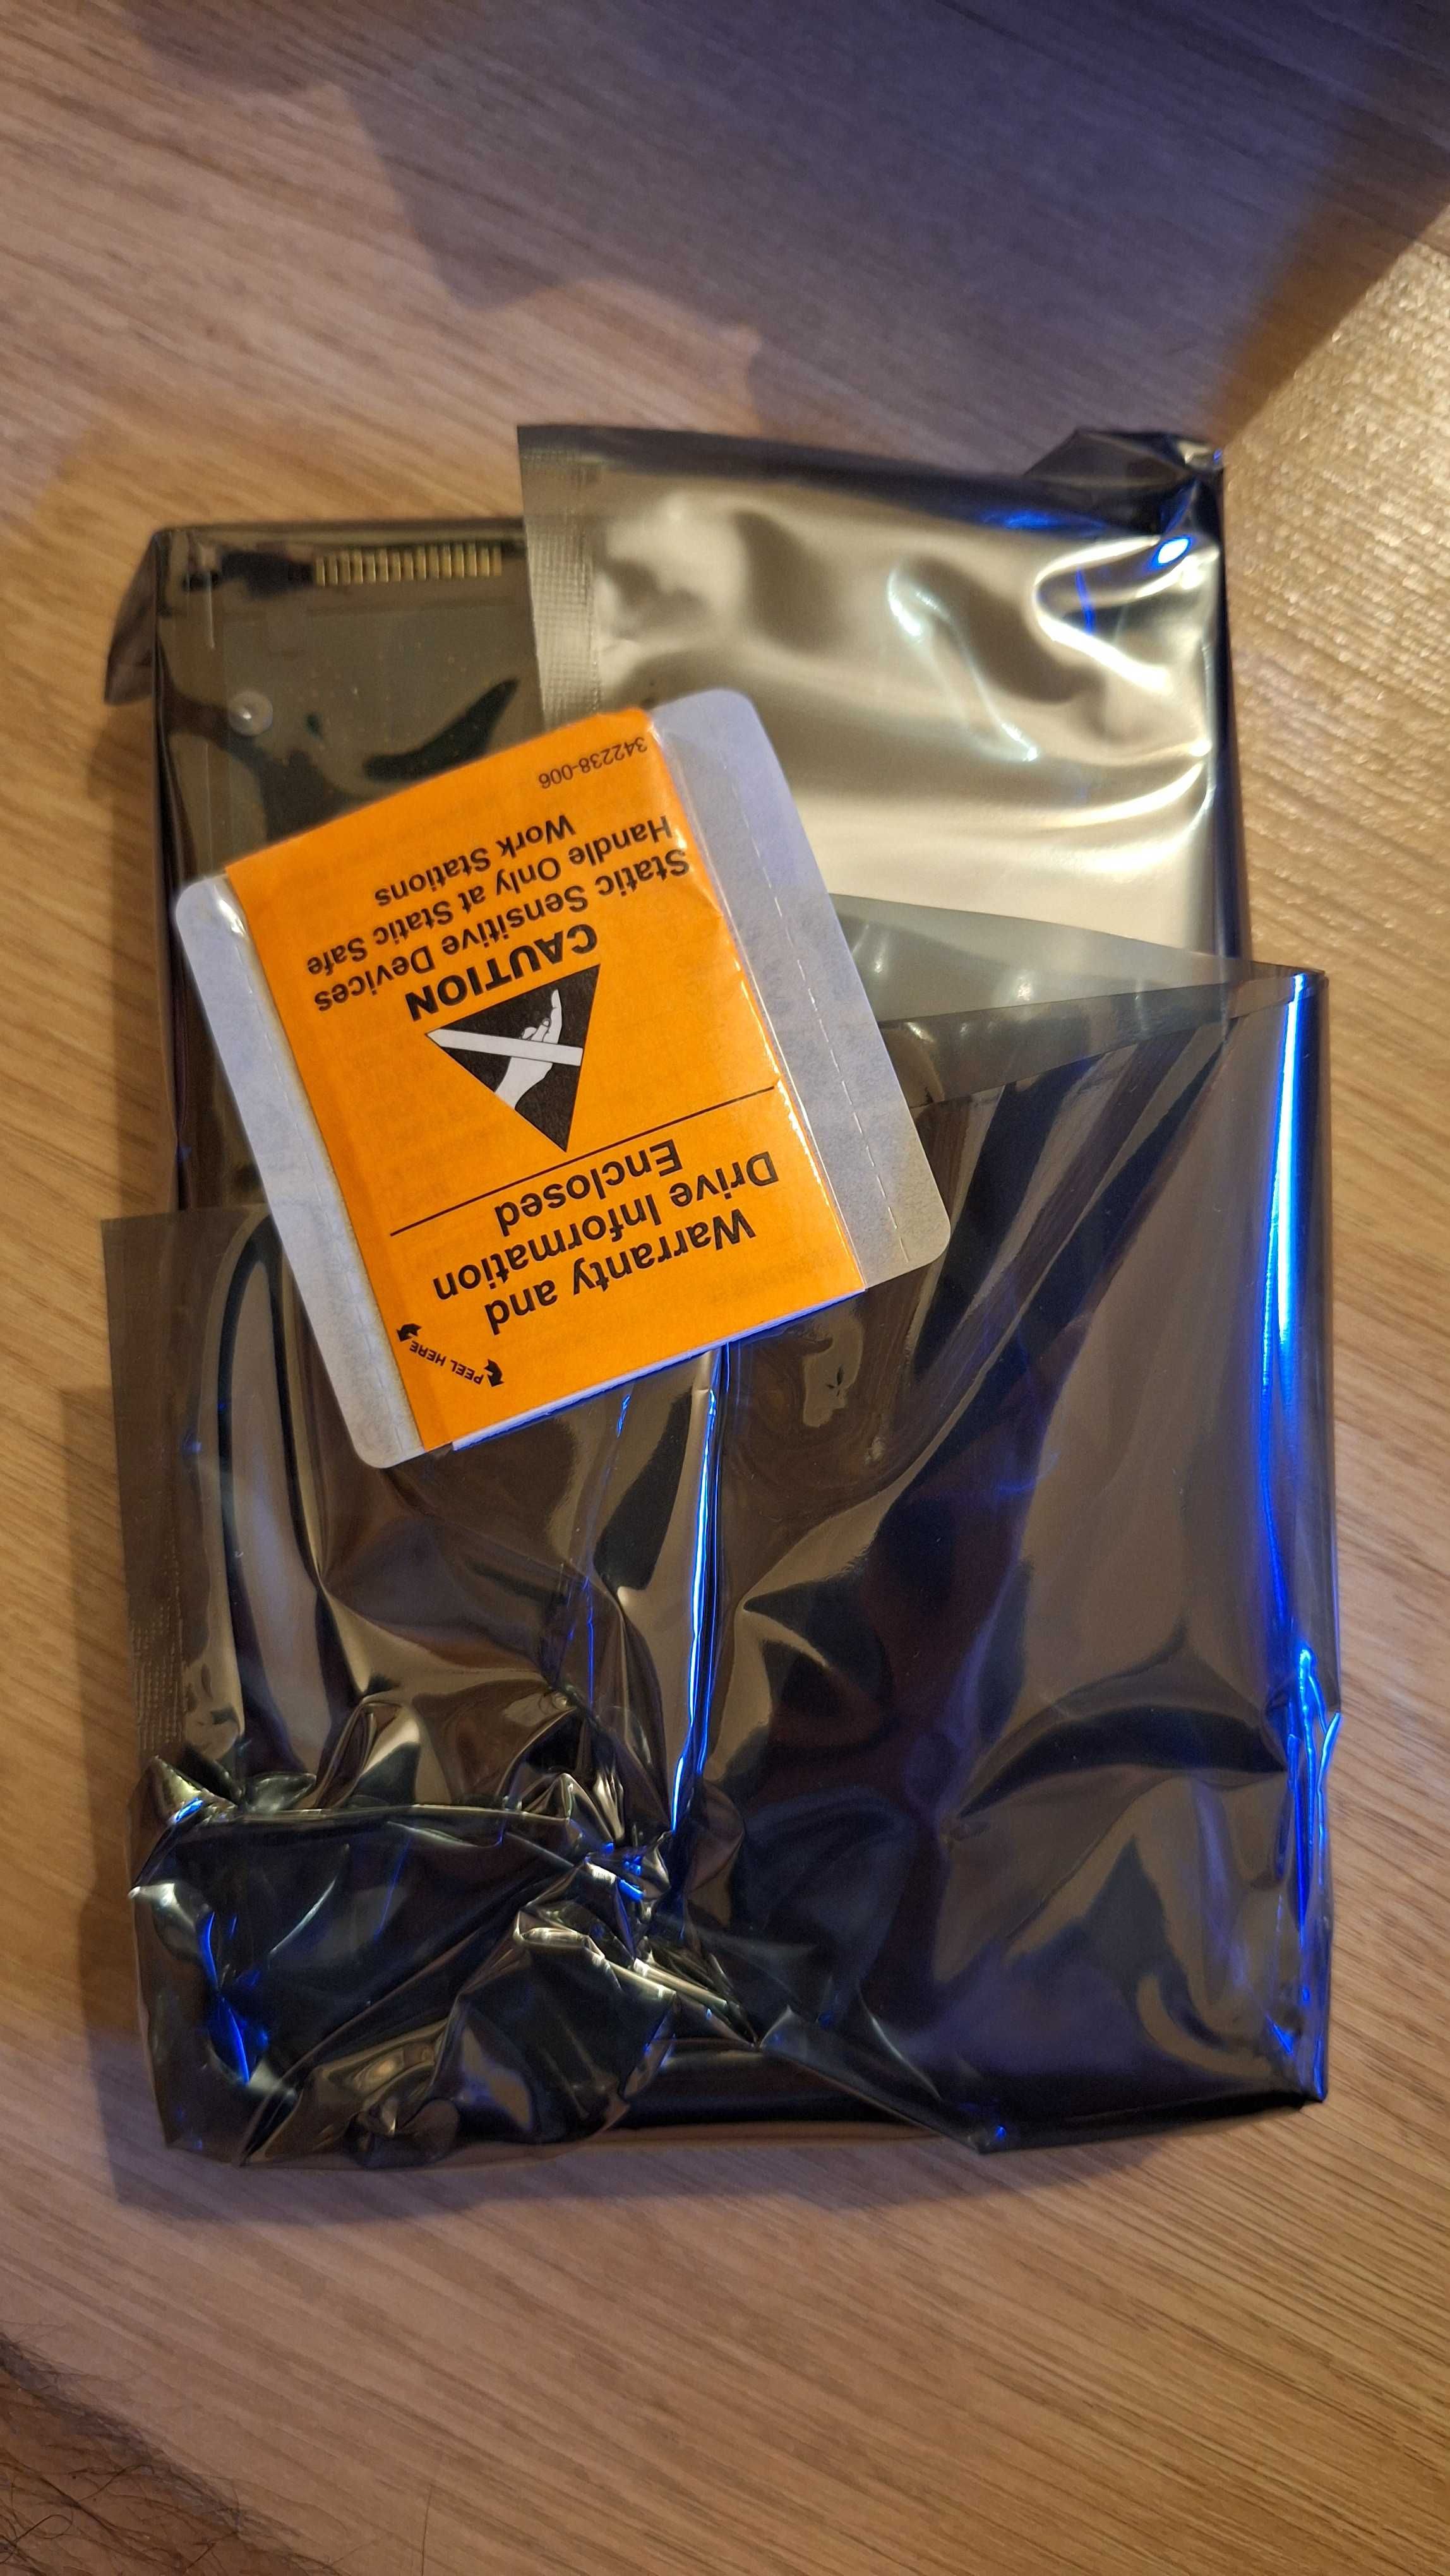 PEEL HERE
Warranty and
Drive Information
Enclosed
CAUTION
Static Sensitive Devices
Handle Only at Static Safe
Work Stations
342238-006